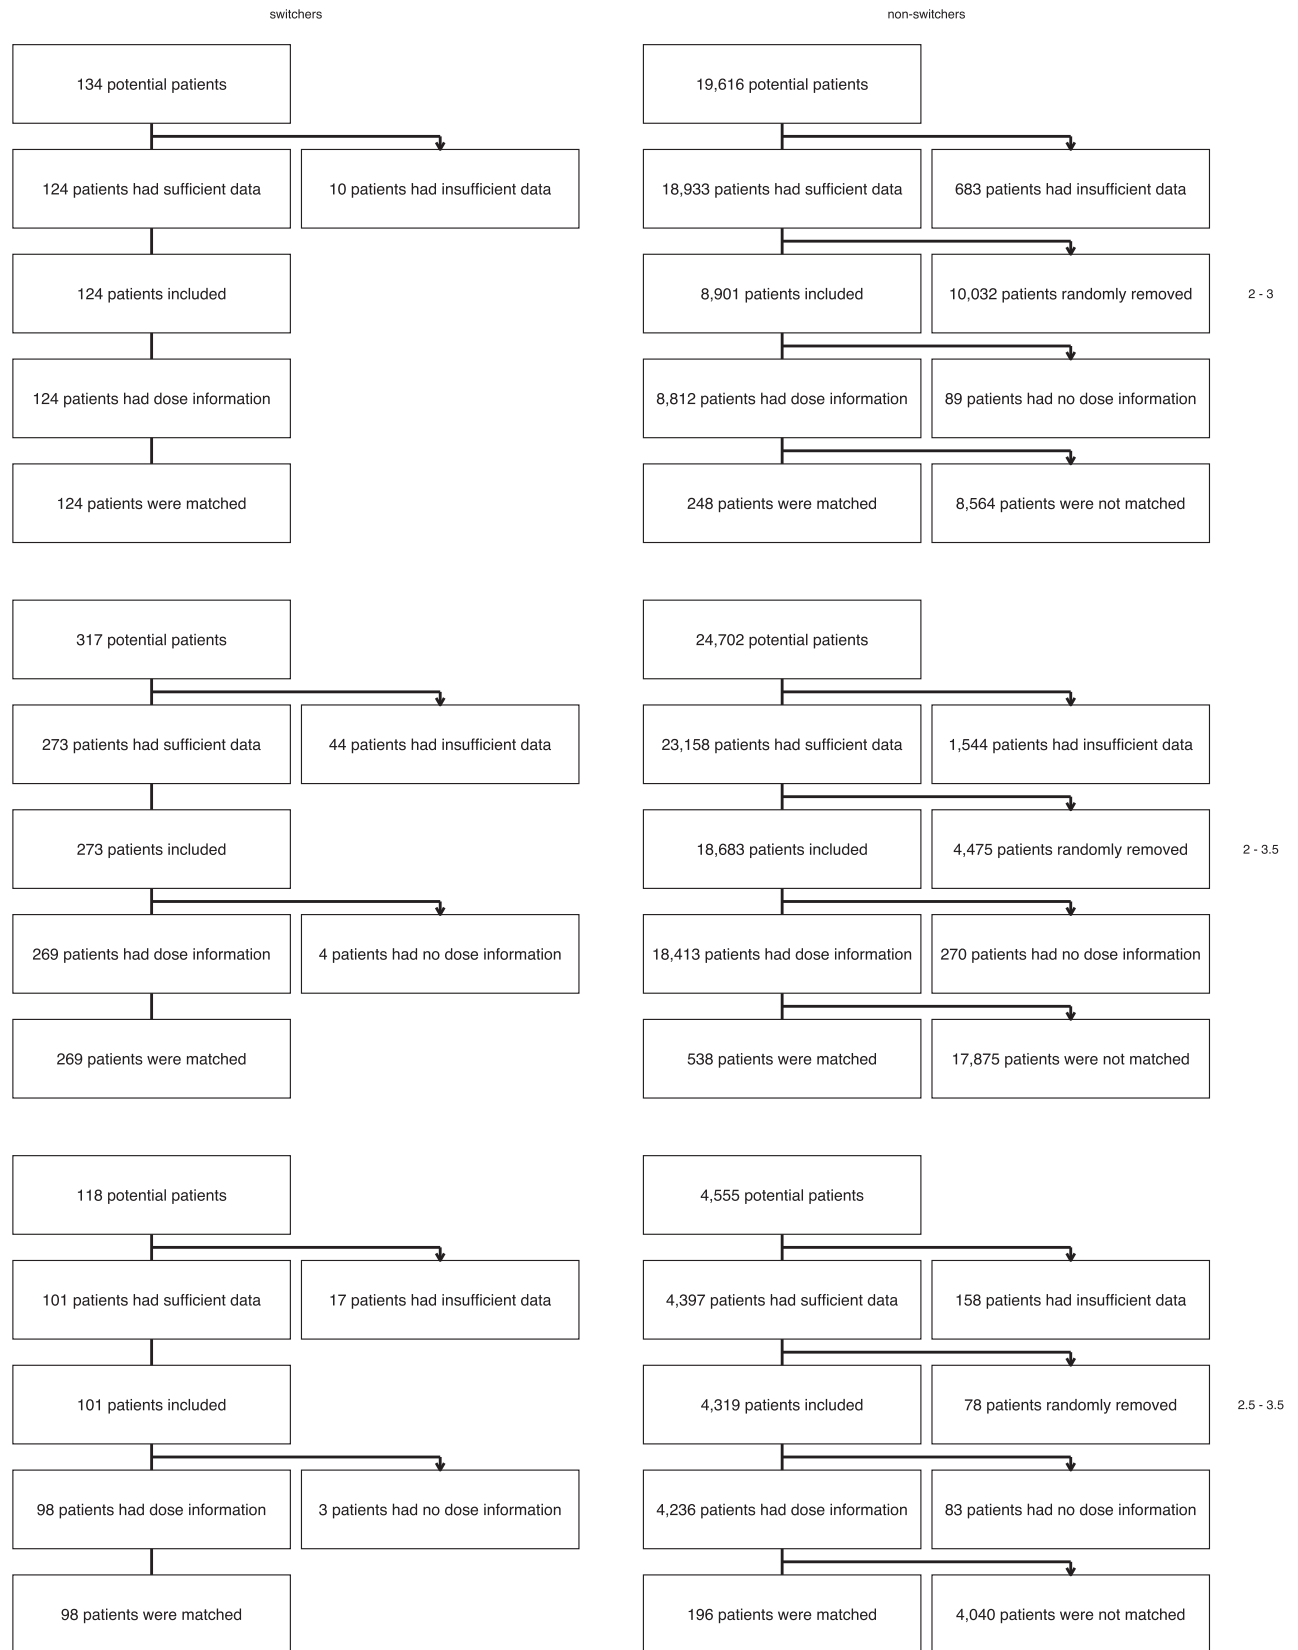 switchers
non-switchers
134 potential patients
19,616 potential patients
124 patients had sufficient data
10 patients had insufficient data
18,933 patients had sufficient data
683 patients had insufficient data
124 patients included
8,901 patients included
10,032 patients randomly removed
2 - 3
124 patients had dose information
8,812 patients had dose information
89 patients had no dose information
124 patients were matched
248 patients were matched
8,564 patients were not matched
317 potential patients
24,702 potential patients
273 patients had sufficient data
44 patients had insufficient data
23,158 patients had sufficient data
1,544 patients had insufficient data
273 patients included
18,683 patients included
4,475 patients randomly removed
2 - 3.5
269 patients had dose information
4 patients had no dose information
18,413 patients had dose information
270 patients had no dose information
269 patients were matched
538 patients were matched
17,875 patients were not matched
118 potential patients
4,555 potential patients
101 patients had sufficient data
17 patients had insufficient data
4,397 patients had sufficient data
158 patients had insufficient data
101 patients included
4,319 patients included
78 patients randomly removed
2.5 - 3.5
98 patients had dose information
3 patients had no dose information
4,236 patients had dose information
83 patients had no dose information
98 patients were matched
196 patients were matched
4,040 patients were not matched